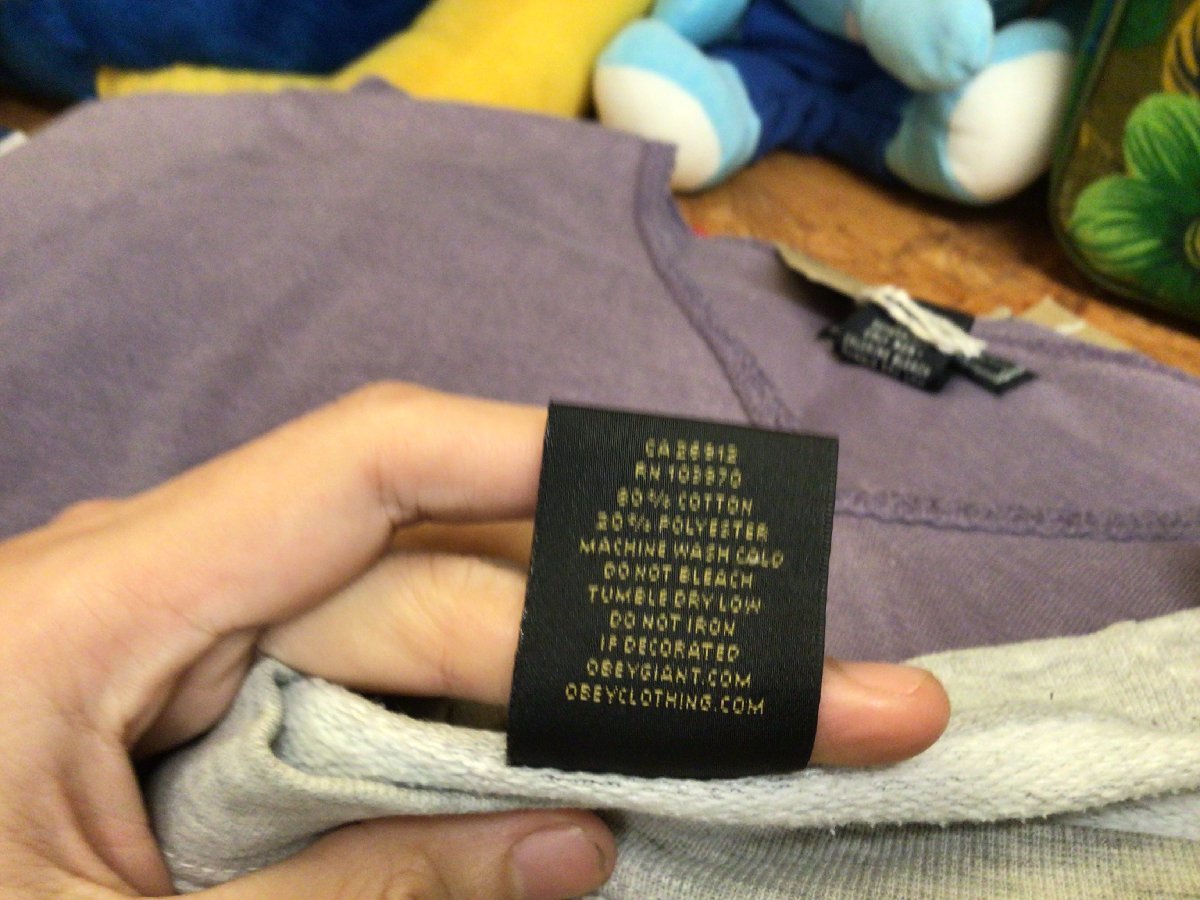 CA 26912
RN 103970
80% COTTON
20% POLYESTER
MACHINE WASH COLD
DO NOT BLEACH
TUMBLE DRY LOW
DO NOT IRON
IF DECORATED
OBEYGIANT.COM
OBEYCLOTHING.COM